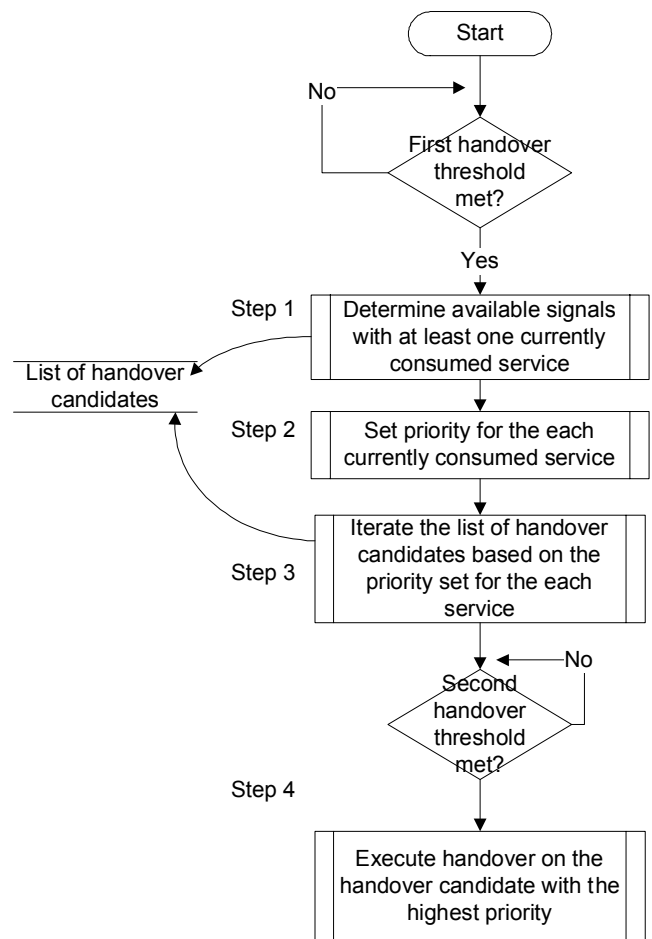 Start
No
First handover
threshold
met?
Yes
Step 1
Determine available signals
with at least one currently
consumed service
List of handover
candidates
Step 2
Set priority for the each
currently consumed service
Step 3
Iterate the list of handover
candidates based on the
priority set for the each
service
No
Second
handover
threshold
met?
Step 4
Execute handover on the
handover candidate with the
highest priority